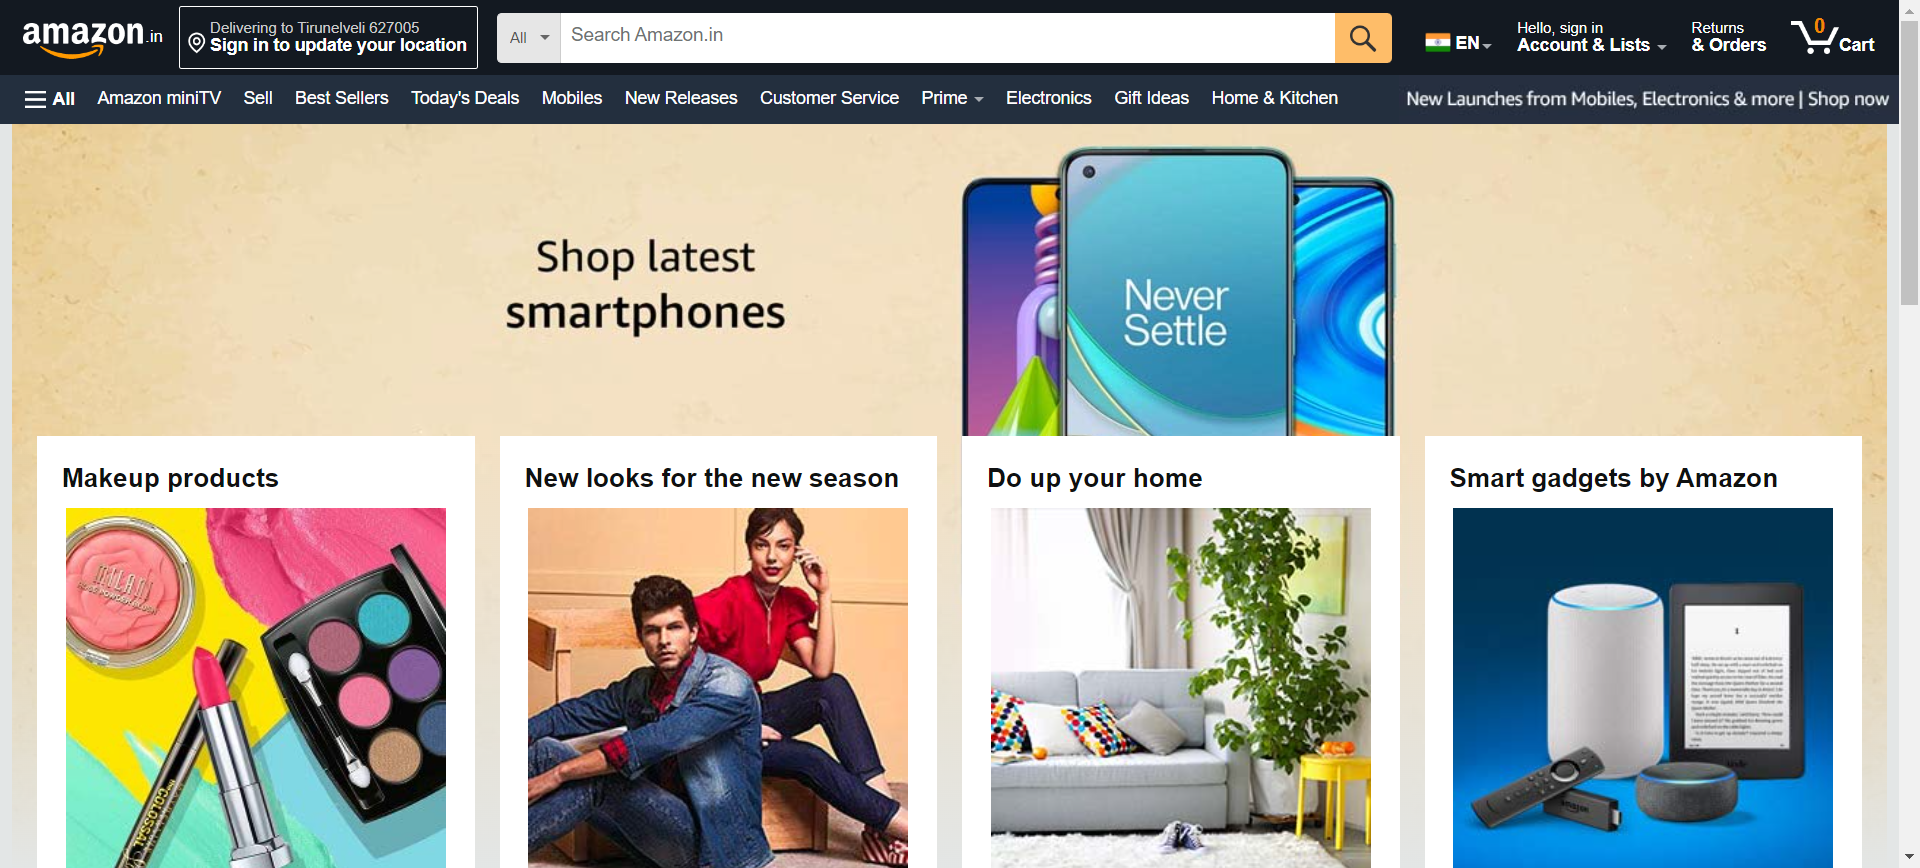 amazon.in
Delivering to Tirunelveli 627005
Sign in to update your location
All
Search Amazon.in
EN
Hello, sign in
Account & Lists
Returns
& Orders
0
Cart
All
Amazon miniTV
Sell
Best Sellers
Today's Deals
Mobiles
New Releases
Customer Service
Prime
Electronics
Gift Ideas
Home & Kitchen
New Launches from Mobiles, Electronics & more | Shop now
Shop latest
smartphones
Never
Settle
Makeup products
New looks for the new season
Do up your home
Smart gadgets by Amazon
MILANI
COLOSSAL
kindle
amazon